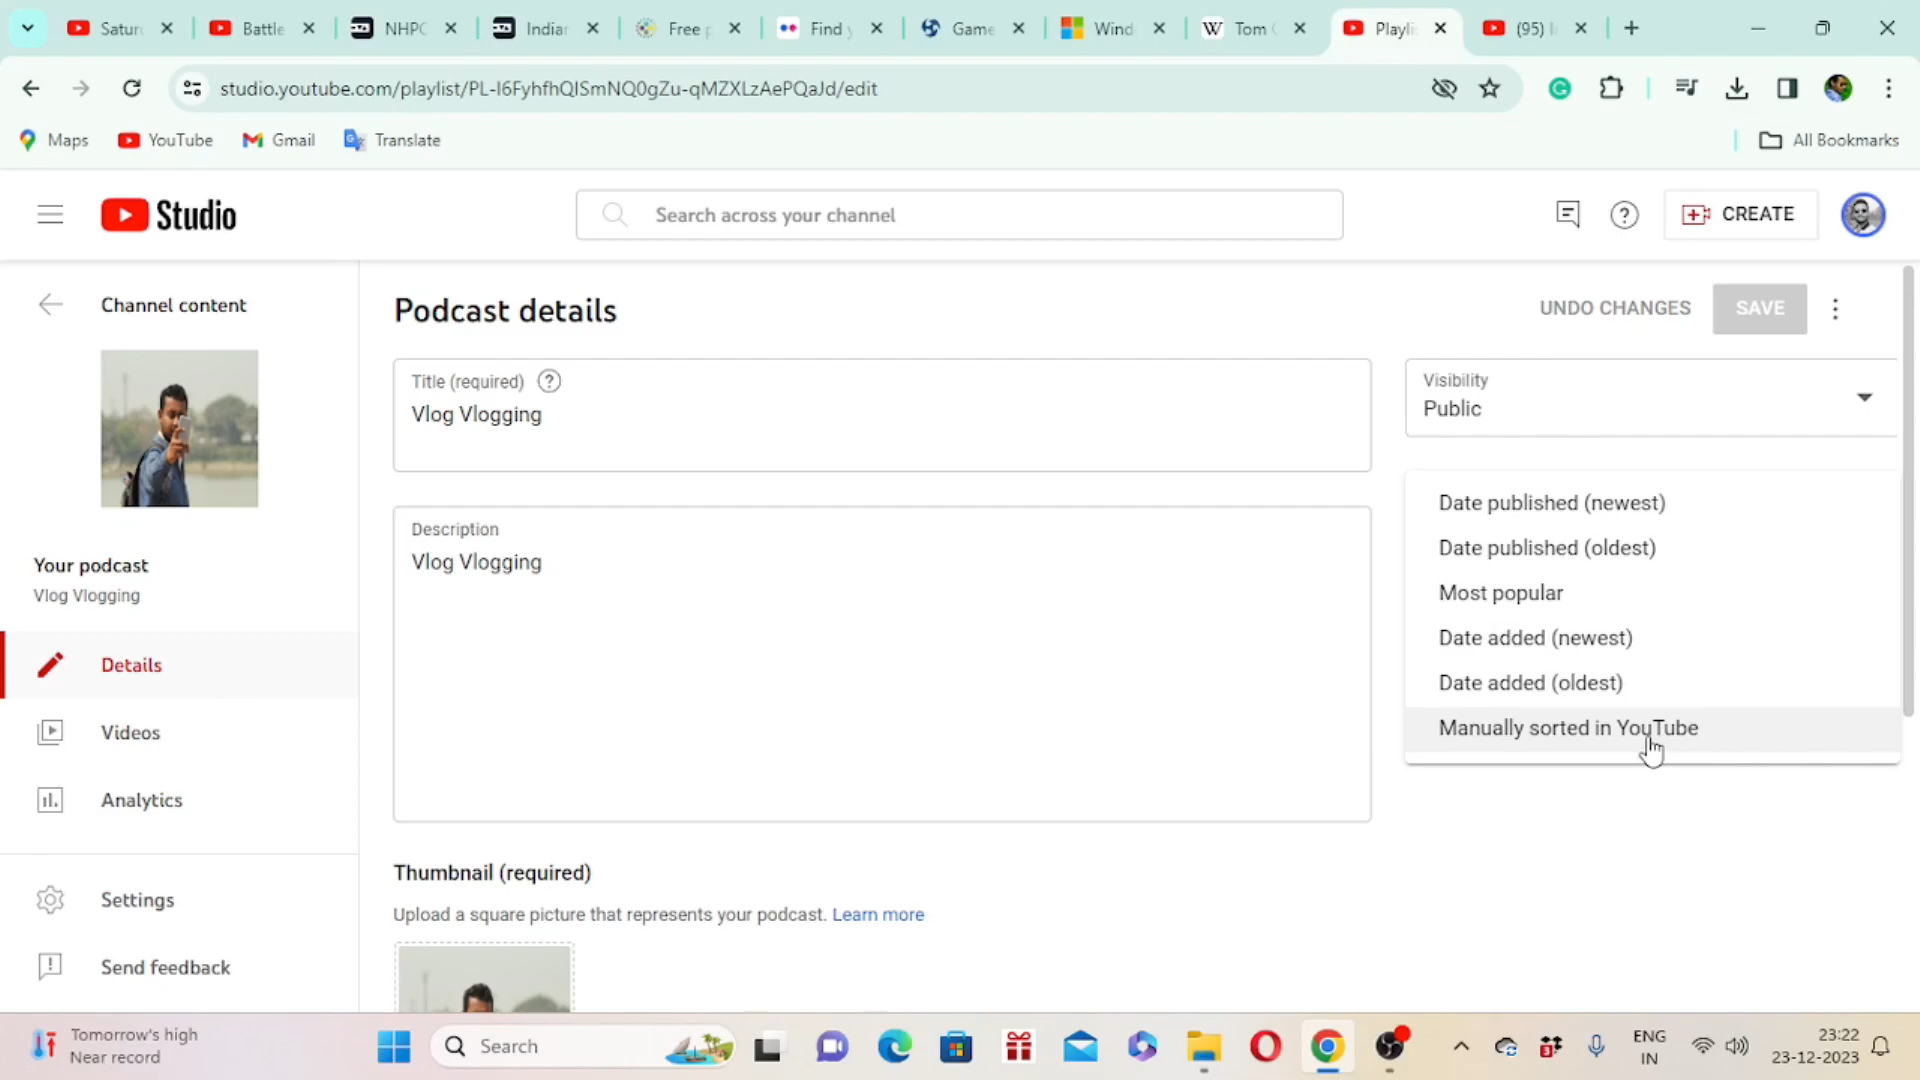 Satur
Battle
NHPC
Indian
Free p
Find y
Game
Wind
Tom C
Playli
(95) I
studio.youtube.com/playlist/PL-I6FyhfhQISmNQ0gZu-qMZXLzAePQaJd/edit
Maps
YouTube
Gmail
Translate
All Bookmarks
Studio
Search across your channel
CREATE
Channel content
Podcast details
UNDO CHANGES
SAVE
Title (required)
Vlog Vlogging
Visibility
Public
Description
Vlog Vlogging
Date published (newest)
Date published (oldest)
Most popular
Date added (newest)
Date added (oldest)
Manually sorted in YouTube
Your podcast
Vlog Vlogging
Details
Videos
Analytics
Settings
Send feedback
Thumbnail (required)
Upload a square picture that represents your podcast. Learn more
Tomorrow's high
Near record
Search
ENG
IN
23:22
23-12-2023